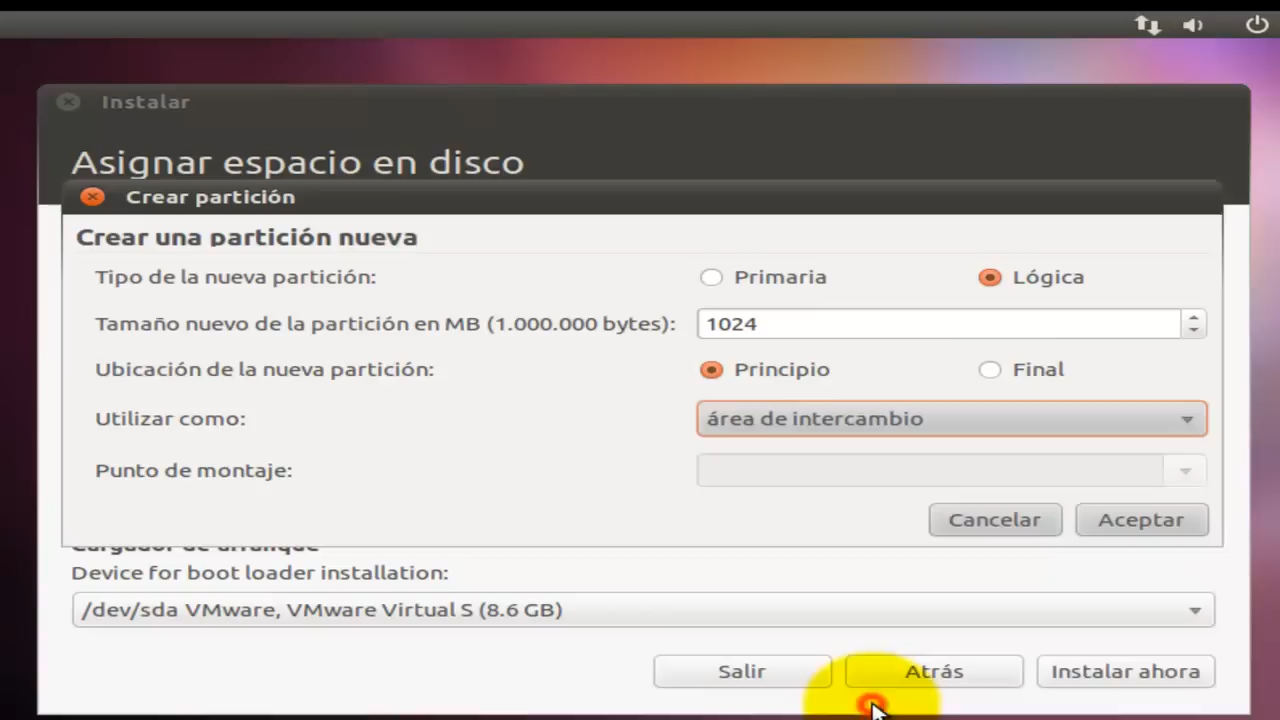 Instalar
Asignar espacio en disco
Crear partición
Crear una partición nueva
Tipo de la nueva partición: Primaria Lógica
Tamaño nuevo de la partición en MB (1.000.000 bytes): 1024
Ubicación de la nueva partición: Principio Final
Utilizar como: área de intercambio
Punto de montaje:
Cancelar Aceptar
Cargador de arranque
Device for boot loader installation:
/dev/sda VMware, VMware Virtual S (8.6 GB)
Salir Atrás Instalar ahora